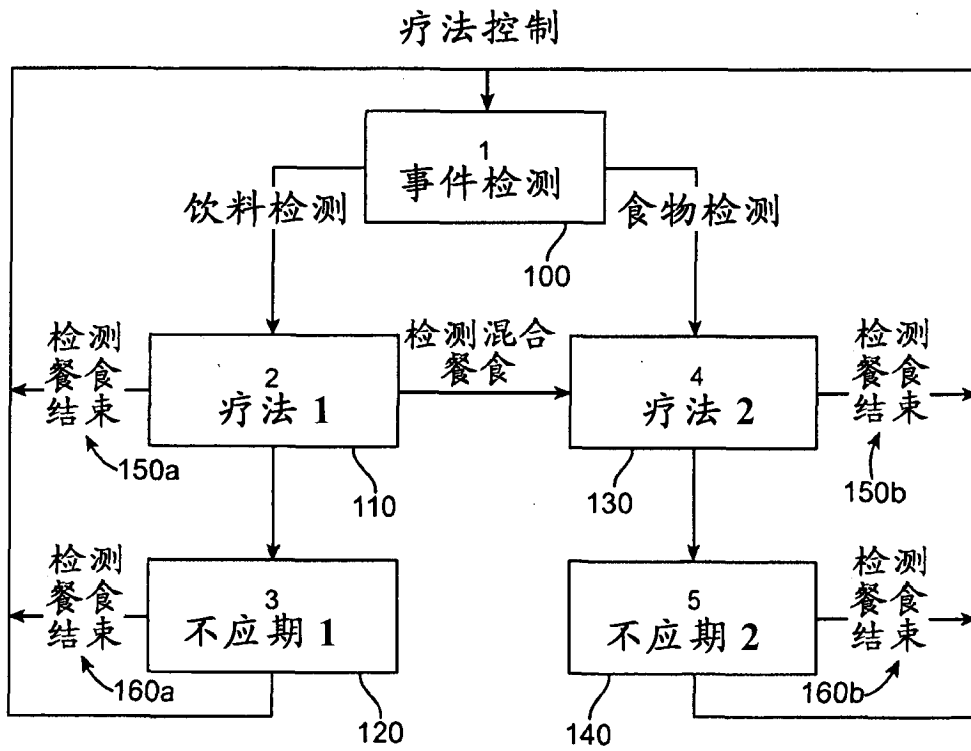 疗法控制
1
事件检测
饮料检测
食物检测
100
检测
餐食
结束
2
疗法 1
检测混合
餐食
4
疗法 2
检测
餐食
结束
150a
110
130
150b
检测
餐食
结束
3
不应期 1
5
不应期 2
检测
餐食
结束
160a
120
140
160b